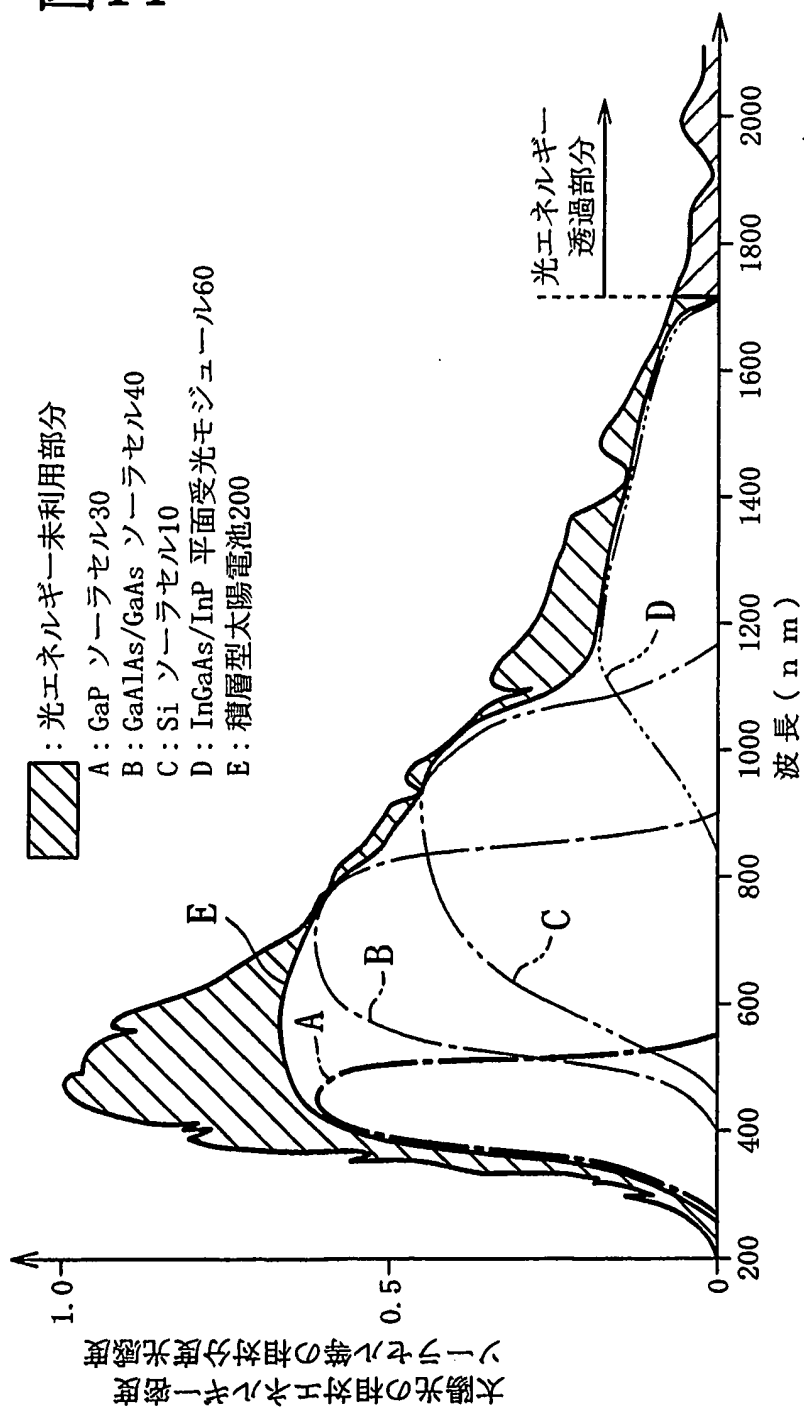 光エネルギー未利用部分
A：GaP ソーラセル30
B：GaAlAs/GaAs ソーラセル40
C：Si ソーラセル10
D：InGaAs/InP 平面受光モジュール60
E：積層型太陽電池200
太陽光の相対エネルギー密度
ソーラセル等の相対分度光感度
1.0
0.5
0
E
A
B
C
D
光エネルギー
透過部分
200
400
600
800
1000
1200
1400
1600
1800
2000
波長(nm)